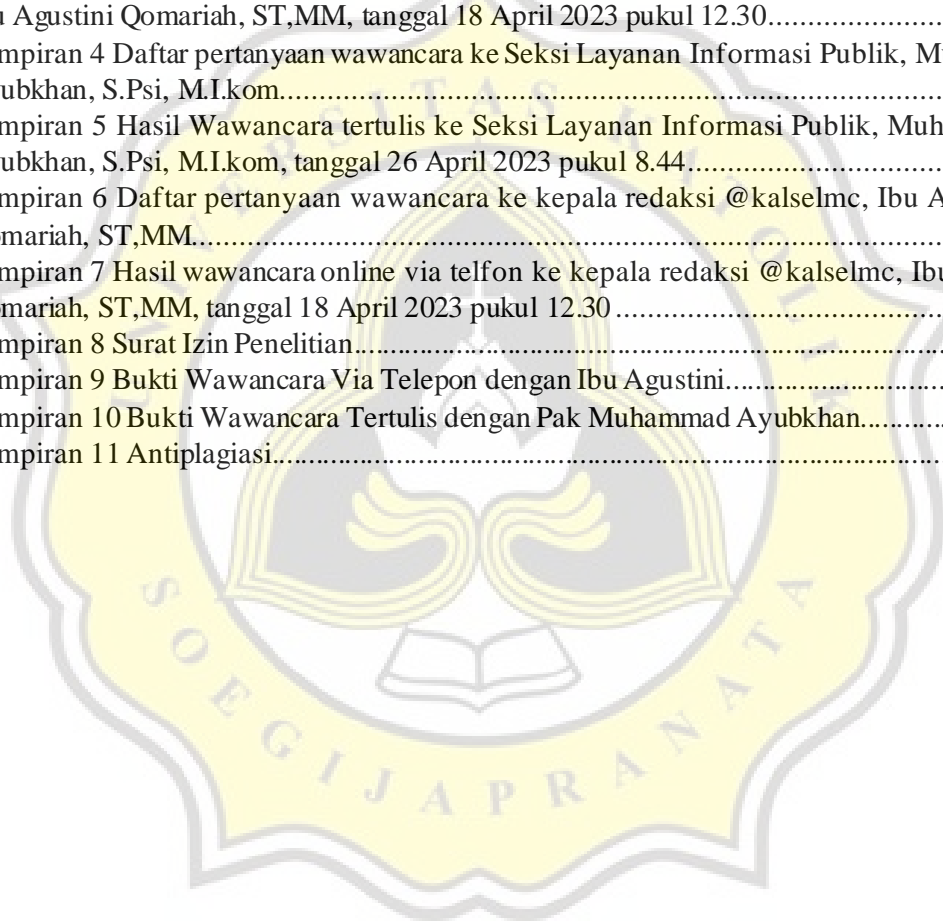 u Agustini Qomariah, ST,MM, tanggal 18 April 2023 pukul 12.30....................
mpiran 4 Daftar pertanyaan wawancara ke Seksi Layanan Informasi Publik, M
ubkhan, S.Psi, M.I.kom....................
mpiran 5 Hasil Wawancara tertulis ke Seksi Layanan Informasi Publik, Muh
ubkhan, S.Psi, M.I.kom, tanggal 26 April 2023 pukul 8.44....................
mpiran 6 Daftar pertanyaan wawancara ke kepala redaksi @kalselmc, Ibu A
mariah, ST,MM....................
mpiran 7 Hasil wawancara online via telfon ke kepala redaksi @kalselmc, Ibu
mariah, ST,MM, tanggal 18 April 2023 pukul 12.30 ....................
mpiran 8 Surat Izin Penelitian....................
mpiran 9 Bukti Wawancara Via Telepon dengan Ibu Agustini....................
mpiran 10 Bukti Wawancara Tertulis dengan Pak Muhammad Ayubkhan....................
mpiran 11 Antiplagiasi....................
UNIVERSITAS KATOLIK
SOEGIJAPRANATA